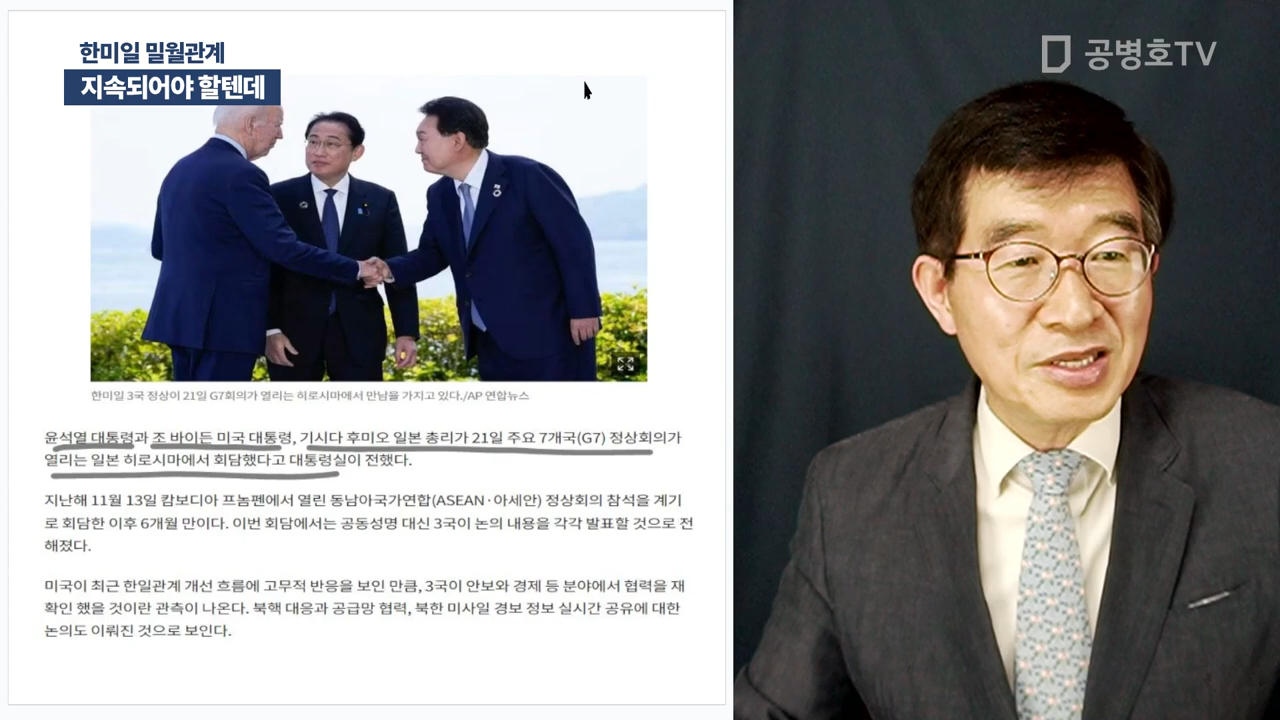 한미일 밀월관계
지속되어야 할텐데
공병호TV
한미일 3국 정상이 21일 G7회의가 열리는 히로시마에서 만남을 가지고 있다./AP 연합뉴스
윤석열 대통령과 조 바이든 미국 대통령, 기시다 후미오 일본 총리가 21일 주요 7개국(G7) 정상회의가
열리는 일본 히로시마에서 회담했다고 대통령실이 전했다.
지난해 11월 13일 캄보디아 프놈펜에서 열린 동남아국가연합(ASEAN·아세안) 정상회의 참석을 계기
로 회담한 이후 6개월 만이다. 이번 회담에서는 공동성명 대신 3국이 논의 내용을 각각 발표할 것으로 전
해졌다.
미국이 최근 한일관계 개선 흐름에 고무적 반응을 보인 만큼, 3국이 안보와 경제 등 분야에서 협력을 재
확인 했을 것이란 관측이 나온다. 북핵 대응과 공급망 협력, 북한 미사일 경보 정보 실시간 공유에 대한
논의도 이뤄진 것으로 보인다.